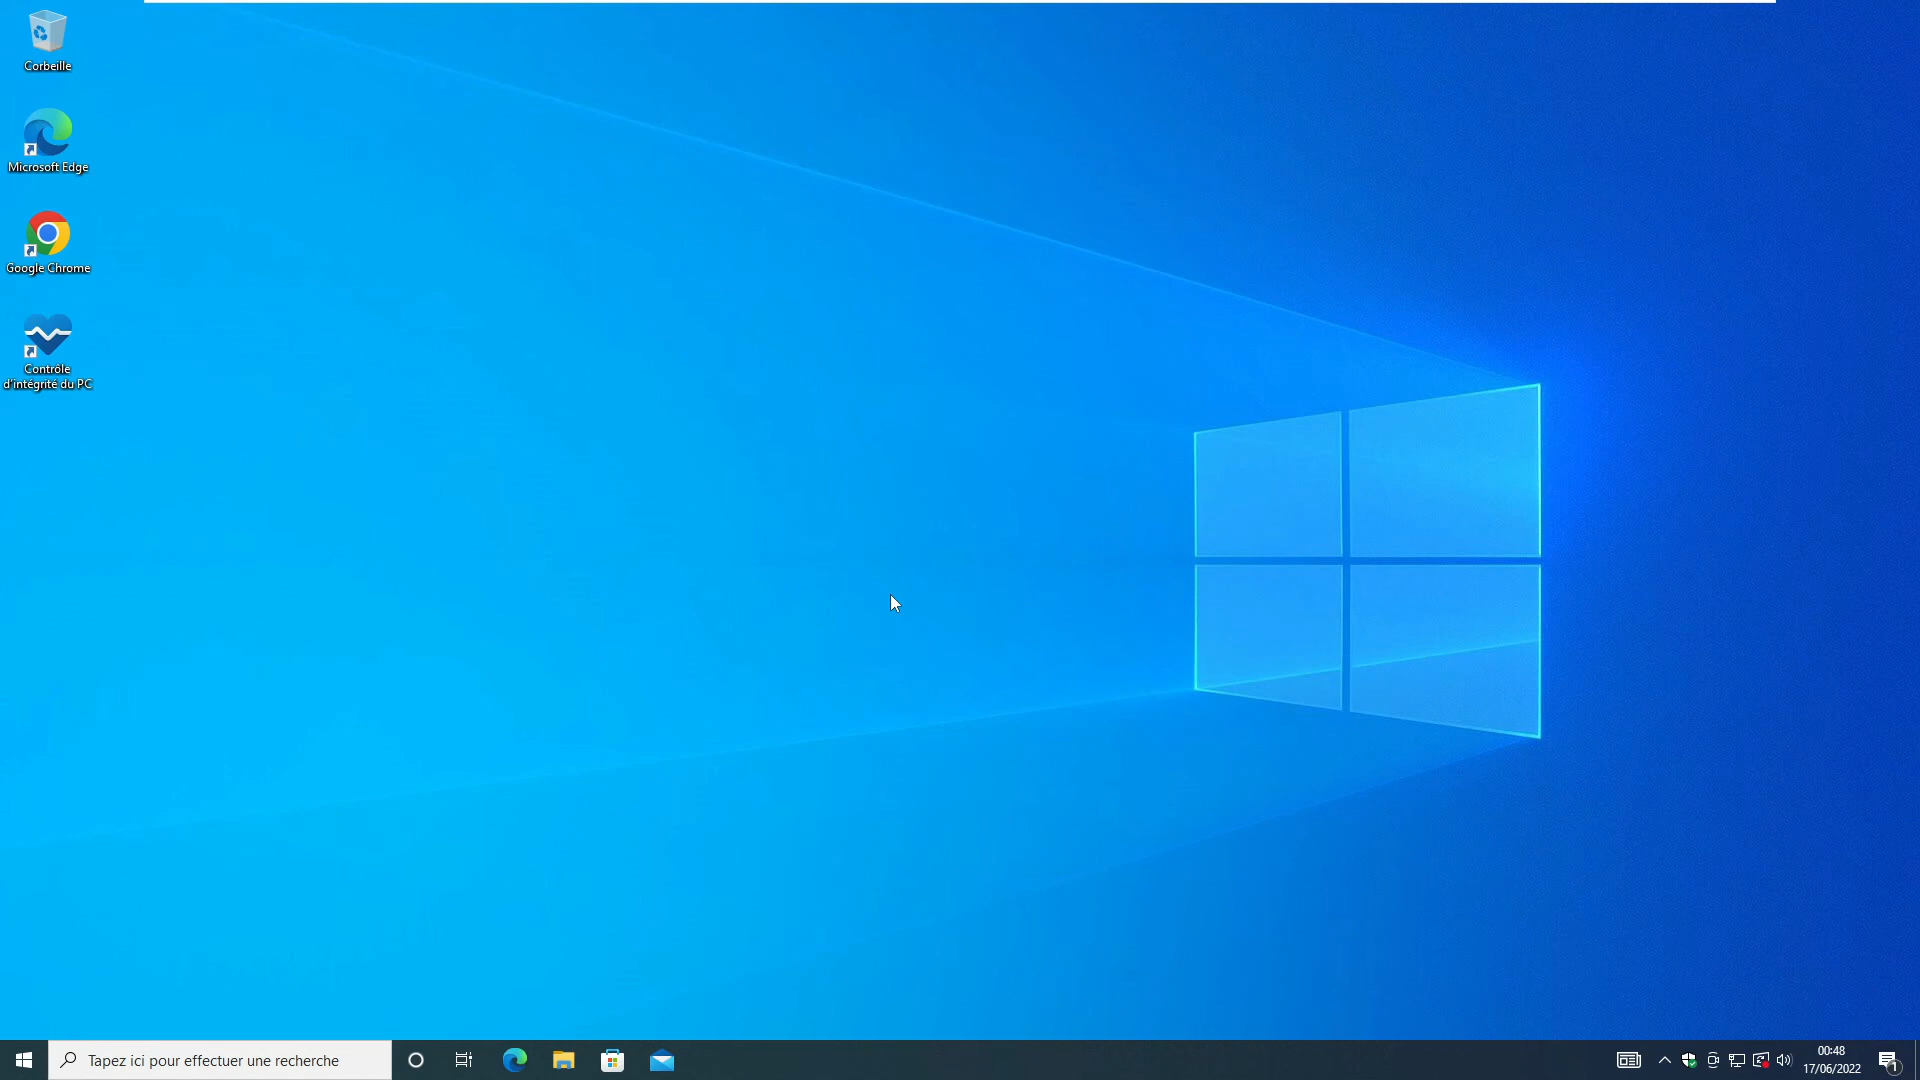 Corbeille
Microsoft Edge
Google Chrome
Contrôle
d'intégrité du PC
Tapez ici pour effectuer une recherche
00:48
17/06/2022
1